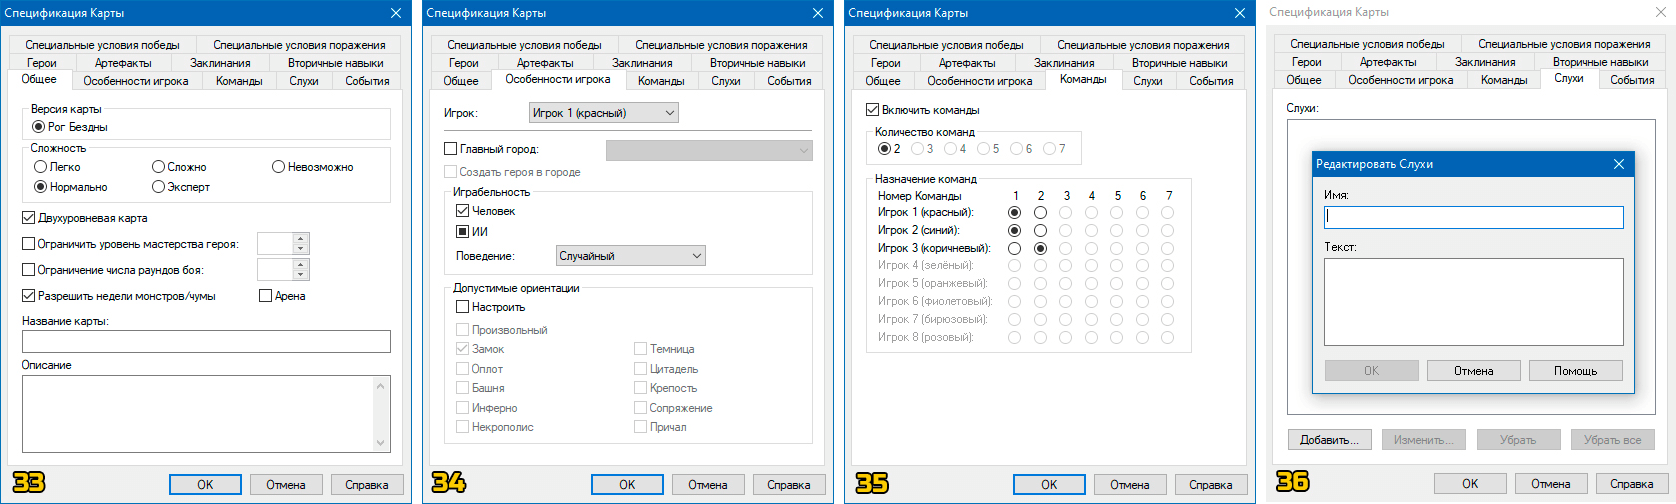 Спецификация Карты
Специальные условия победы
Специальные условия поражения
Герои
Артефакты
Заклинания
Вторичные навыки
Общее
Особенности игрока
Команды
Слухи
События
Версия карты
Рог Бездны
Сложность
Легко
Сложно
Невозможно
Нормально
Эксперт
Двухуровневая карта
Ограничить уровень мастерства героя:
Ограничение числа раундов боя:
Разрешить недели монстров/чумы
Арена
Название карты:
Описание
33
OK
Отмена
Справка
Спецификация Карты
Специальные условия победы
Специальные условия поражения
Герои
Артефакты
Заклинания
Вторичные навыки
Общее
Особенности игрока
Команды
Слухи
События
Игрок:
Игрок 1 (красный)
Главный город:
Создать героя в городе
Играбельность
Человек
ИИ
Поведение:
Случайный
Допустимые ориентации
Настроить
Произвольный
Замок
Темница
Оплот
Цитадель
Башня
Крепость
Инферно
Сопряжение
Некрополис
Причал
34
OK
Отмена
Справка
Спецификация Карты
Специальные условия победы
Специальные условия поражения
Герои
Артефакты
Заклинания
Вторичные навыки
Общее
Особенности игрока
Команды
Слухи
События
Включить команды
Количество команд
2 3 4 5 6 7
Назначение команд
Номер Команды 1 2 3 4 5 6 7
Игрок 1 (красный):
Игрок 2 (синий):
Игрок 3 (коричневый):
Игрок 4 (зелёный):
Игрок 5 (оранжевый):
Игрок 6 (фиолетовый):
Игрок 7 (бирюзовый):
Игрок 8 (розовый):
35
OK
Отмена
Справка
Спецификация Карты
Специальные условия победы
Специальные условия поражения
Герои
Артефакты
Заклинания
Вторичные навыки
Общее
Особенности игрока
Команды
Слухи
События
Слухи:
Редактировать Слухи
Имя:
Текст:
OK
Отмена
Помощь
Добавить...
Изменить...
Убрать
Убрать все
36
OK
Отмена
Справка